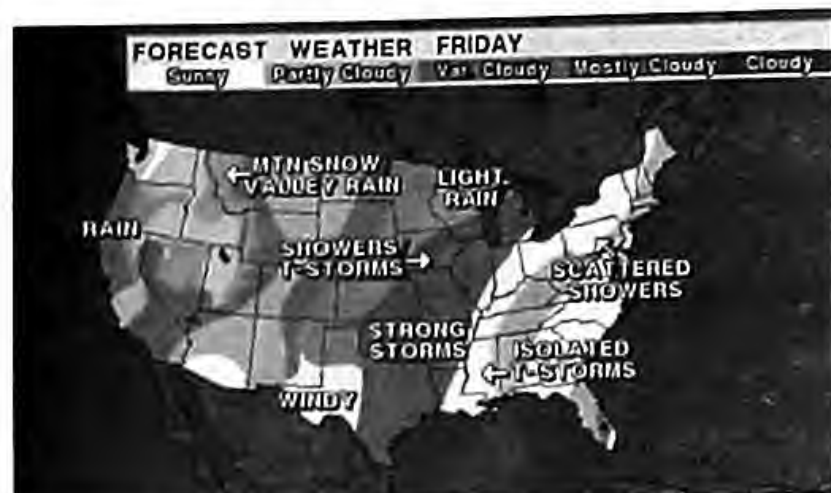 FORECAST WEATHER FRIDAY
Sunny Partly Cloudy Var. Cloudy Mostly Cloudy Cloudy
MTN SNOW
VALLEY RAIN
LIGHT
RAIN
RAIN
SHOWERS/
T-STORMS
SCATTERED
SHOWERS
STRONG
STORMS
ISOLATED
T-STORMS
WINDY